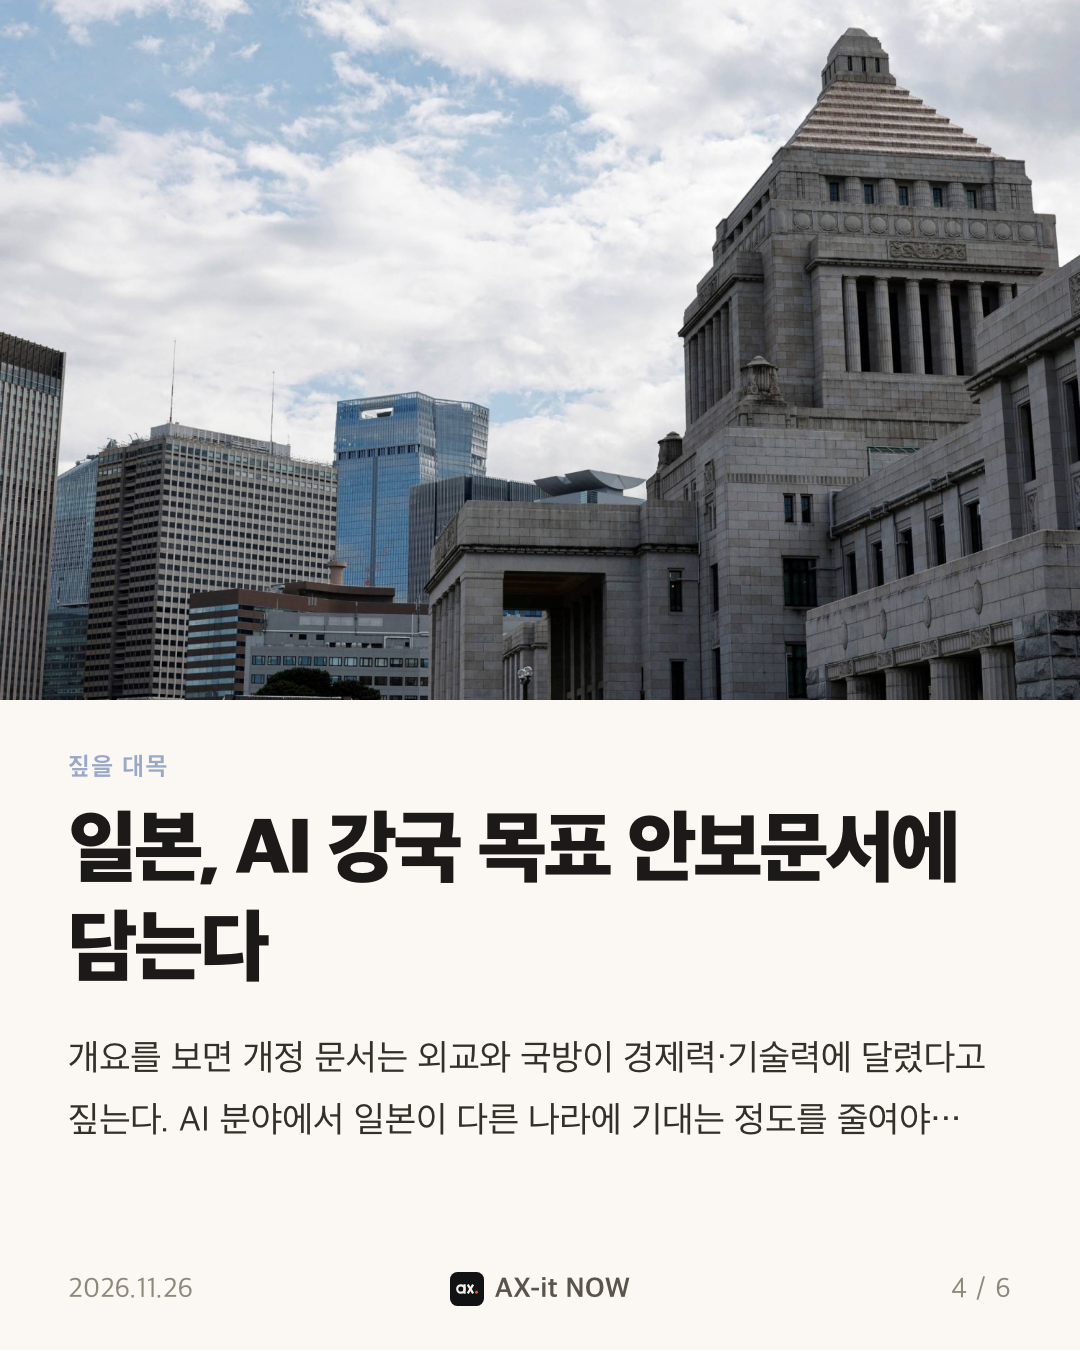 짚을 대목
일본, AI 강국 목표 안보문서에
담는다
개요를 보면 개정 문서는 외교와 국방이 경제력·기술력에 달렸다고
짚는다. AI 분야에서 일본이 다른 나라에 기대는 정도를 줄여야…
2026.11.26
ax. AX-it NOW
4 / 6